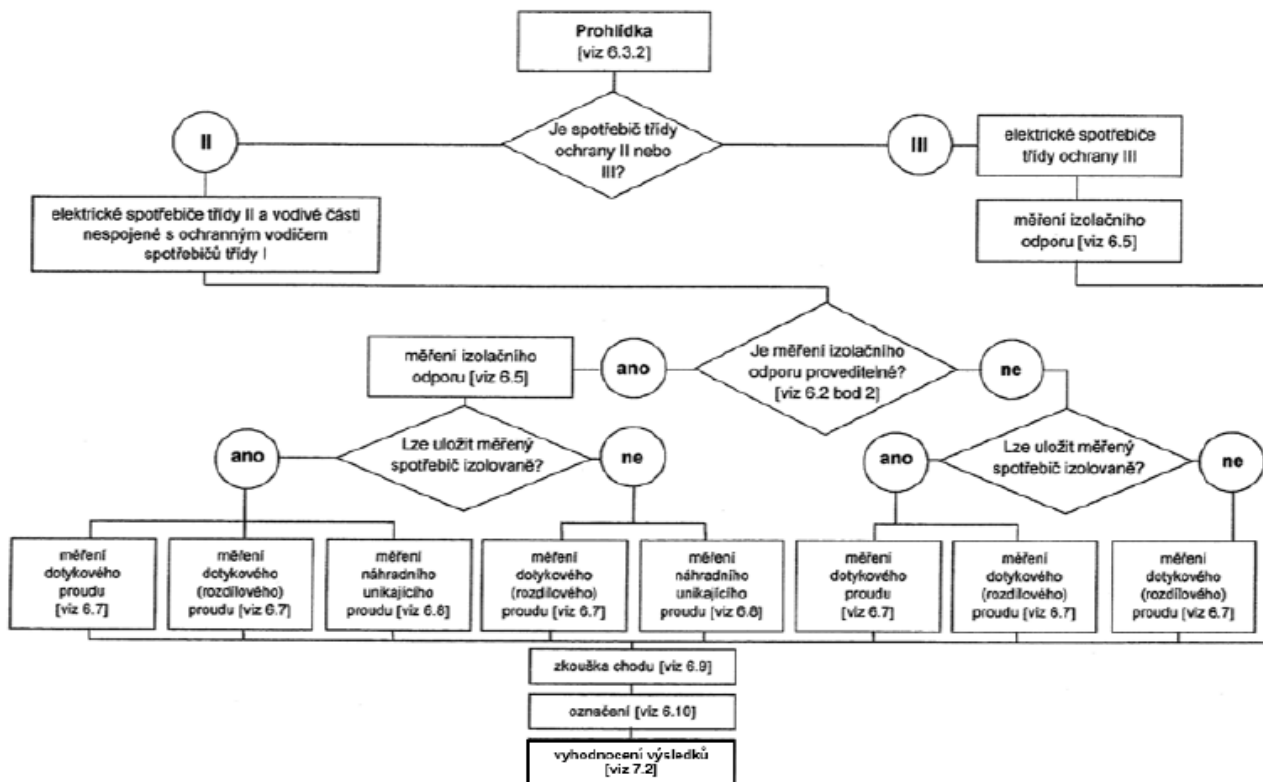 Prohlídka
[viz 6.3.2]
Je spotřebič třídy
ochrany II nebo
III?
II
III
elektrické spotřebiče
třídy ochrany III
elektrické spotřebiče třídy II a vodivé části
nespojené s ochranným vodičem
spotřebičů třídy I
měření izolačního
odporu [viz 6.5]
Je měření izolačního
odporu proveditelné?
[viz 6.2 bod 2]
ano
ne
měření izolačního
odporu [viz 6.5]
Lze uložit měřený
spotřebič izolovaně?
ano
ne
Lze uložit měřený
spotřebič izolovaně?
ano
ne
měření
dotykového
proudu
[viz 6.7]
měření
dotykového
(rozdílového)
proudu [viz 6.7]
měření
náhradního
unikajícího
proudu [viz 6.8]
měření
dotykového
(rozdílového)
proudu [viz 6.7]
měření
náhradního
unikajícího
proudu [viz 6.8]
měření
dotykového
proudu
[viz 6.7]
měření
dotykového
(rozdílového)
proudu [viz 6.7]
měření
dotykového
(rozdílového)
proudu [viz 6.7]
zkouška chodu [viz 6.9]
označení [viz 6.10]
vyhodnocení výsledků
[viz 7.2]